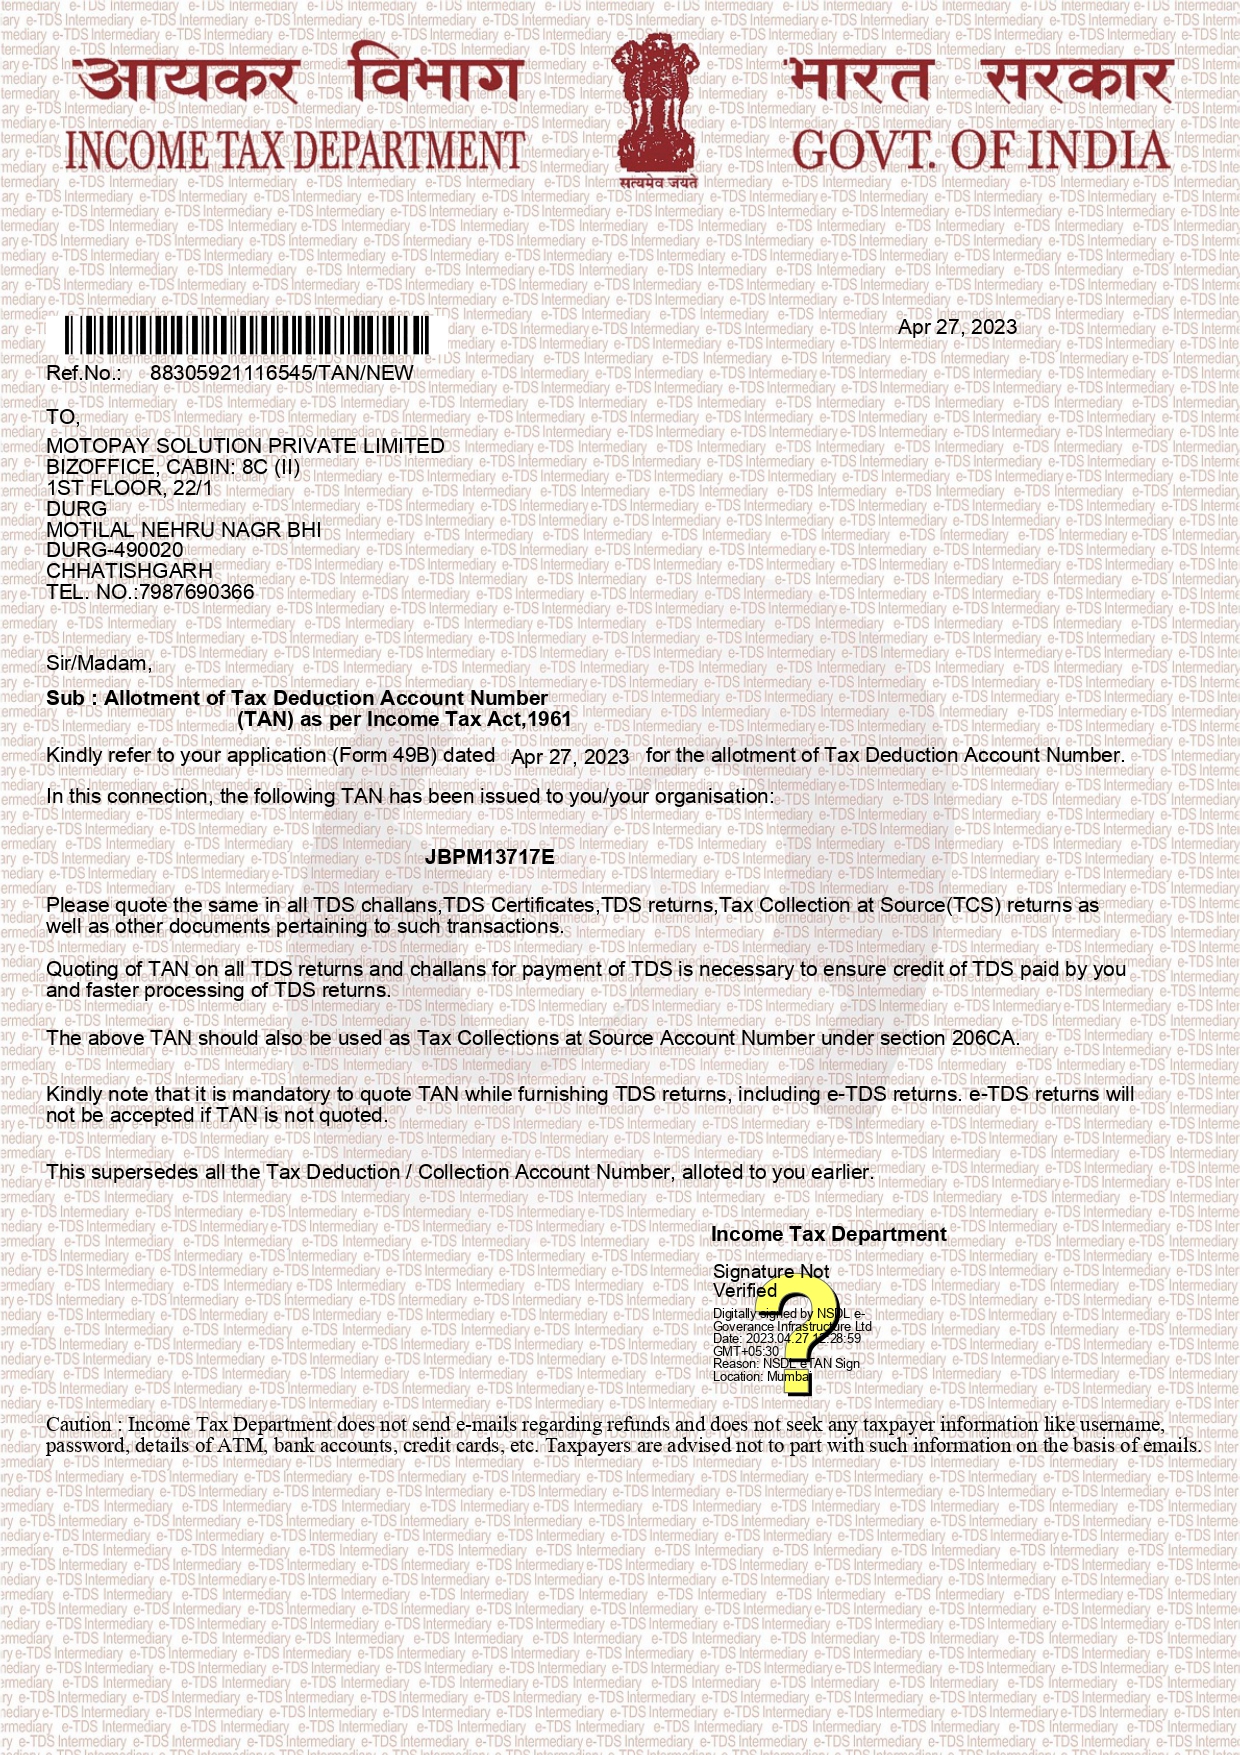 आयकर विभाग
INCOME TAX DEPARTMENT
सत्यमेव जयते
भारत सरकार
GOVT. OF INDIA
Apr 27, 2023
Ref.No.: 88305921116545/TAN/NEW
TO,
MOTOPAY SOLUTION PRIVATE LIMITED
BIZOFFICE, CABIN: 8C (II)
1ST FLOOR, 22/1
DURG
MOTILAL NEHRU NAGR BHI
DURG-490020
CHHATISHGARH
TEL. NO.:7987690366
Sir/Madam,
Sub : Allotment of Tax Deduction Account Number
(TAN) as per Income Tax Act,1961
Kindly refer to your application (Form 49B) dated Apr 27, 2023 for the allotment of Tax Deduction Account Number.
In this connection, the following TAN has been issued to you/your organisation:
JBPM13717E
Please quote the same in all TDS challans,TDS Certificates,TDS returns,Tax Collection at Source(TCS) returns as
well as other documents pertaining to such transactions.
Quoting of TAN on all TDS returns and challans for payment of TDS is necessary to ensure credit of TDS paid by you
and faster processing of TDS returns.
The above TAN should also be used as Tax Collections at Source Account Number under section 206CA.
Kindly note that it is mandatory to quote TAN while furnishing TDS returns, including e-TDS returns. e-TDS returns will
not be accepted if TAN is not quoted.
This supersedes all the Tax Deduction / Collection Account Number, alloted to you earlier.
Income Tax Department
Signature Not
Verified
Digitally signed by NSDL e-
Goverance Infrastructure Ltd
Date: 2023.04.27 12:28:59
GMT+05:30
Reason: NSDL eTAN Sign
Location: Mumbai
Caution : Income Tax Department does not send e-mails regarding refunds and does not seek any taxpayer information like username,
password, details of ATM, bank accounts, credit cards, etc. Taxpayers are advised not to part with such information on the basis of emails.